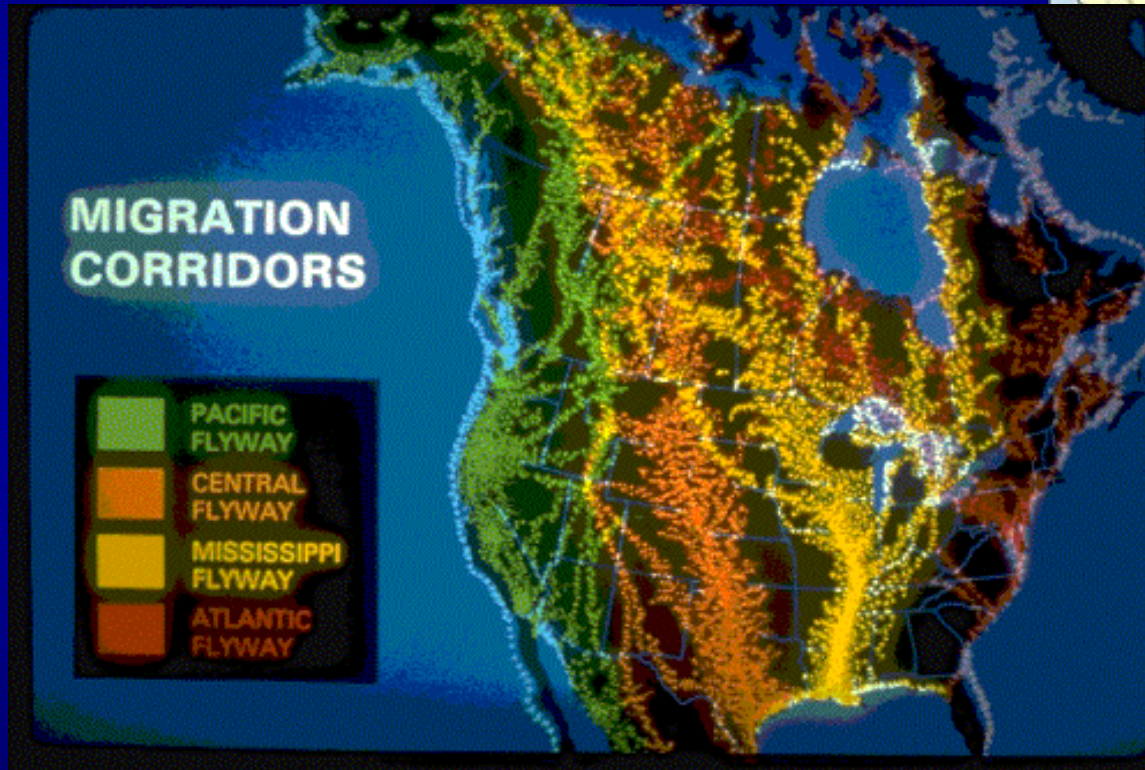 MIGRATION
CORRIDORS
PACIFIC
FLYWAY
CENTRAL
FLYWAY
MISSISSIPPI
FLYWAY
ATLANTIC
FLYWAY